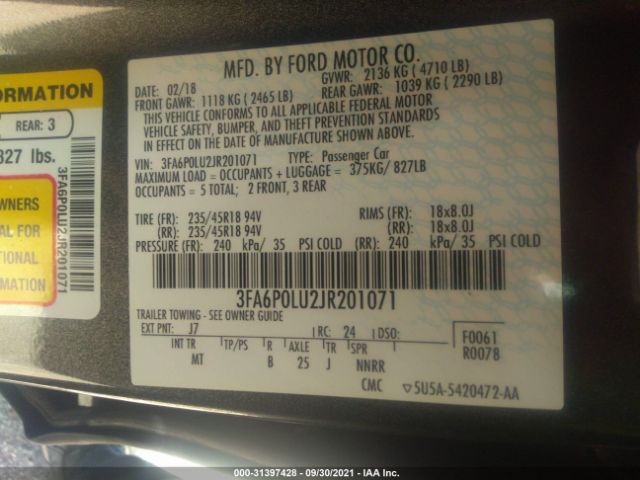 ORMATION
REAR: 3
827 lbs.
3FA6P0LU2JR201071
WNERS
AL FOR
TIONAL
MATION
MFD. BY FORD MOTOR CO.
DATE: 02/18 GVWR: 2136 KG ( 4710 LB)
FRONT GAWR: 1118 KG ( 2465 LB) REAR GAWR: 1039 KG ( 2290 LB)
THIS VEHICLE CONFORMS TO ALL APPLICABLE FEDERAL MOTOR
VEHICLE SAFETY, BUMPER, AND THEFT PREVENTION STANDARDS
IN EFFECT ON THE DATE OF MANUFACTURE SHOWN ABOVE.
VIN: 3FA6P0LU2JR201071 TYPE: Passenger Car
MAXIMUM LOAD = OCCUPANTS + LUGGAGE = 375KG/ 827LB
OCCUPANTS = 5 TOTAL; 2 FRONT, 3 REAR
TIRE (FR): 235/45R18 94V RIMS (FR): 18x8.0J
(RR): 235/45R18 94V (RR): 18x8.0J
PRESSURE (FR): 240 kPa/ 35 PSI COLD (RR): 240 kPa/ 35 PSI COLD
3FA6P0LU2JR201071
TRAILER TOWING - SEE OWNER GUIDE
EXT PNT: J7 RC: 24 DSO: F0061
INT TR TP/PS R AXLE TR SPR R0078
MT B 25 J NNRR
CMC 5U5A-5420472-AA
000-31397428 - 09/30/2021 - IAA Inc.